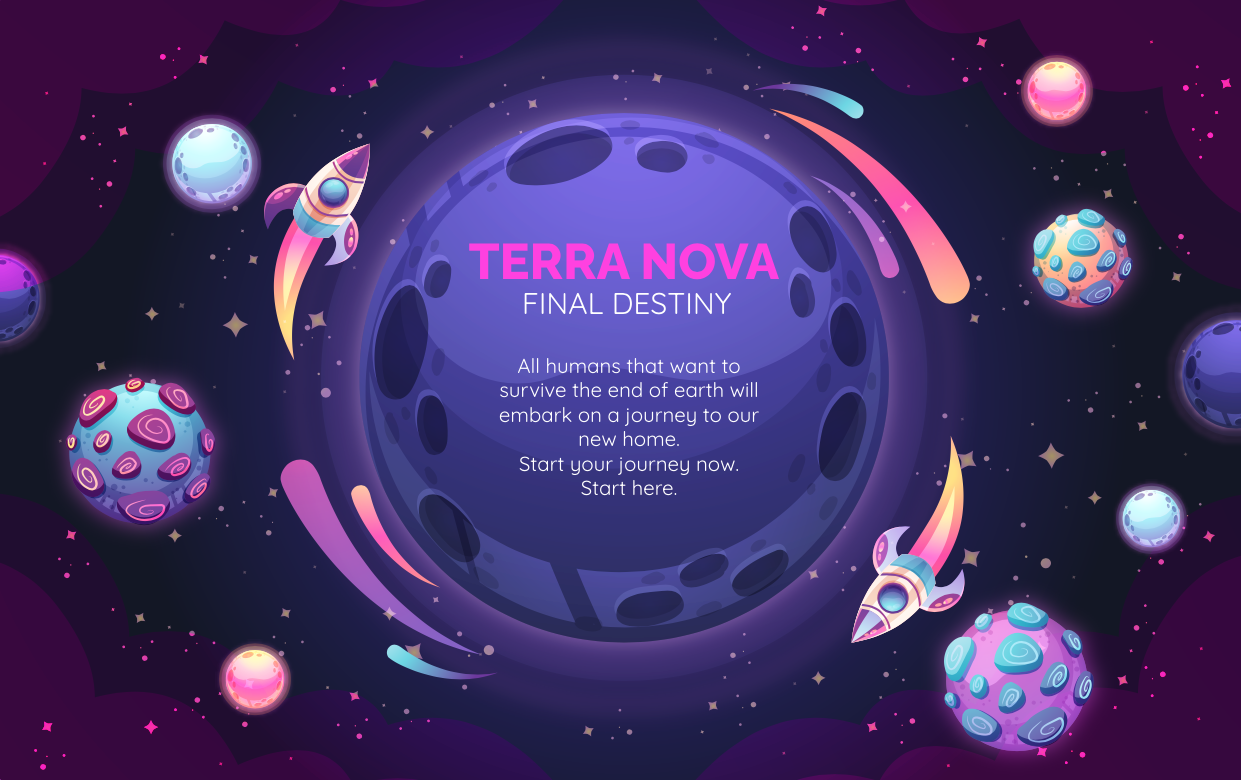 TERRA NOVA
FINAL DESTINY
All humans that want to
survive the end of earth will
embark on a journey to our
new home.
Start your journey now.
Start here.